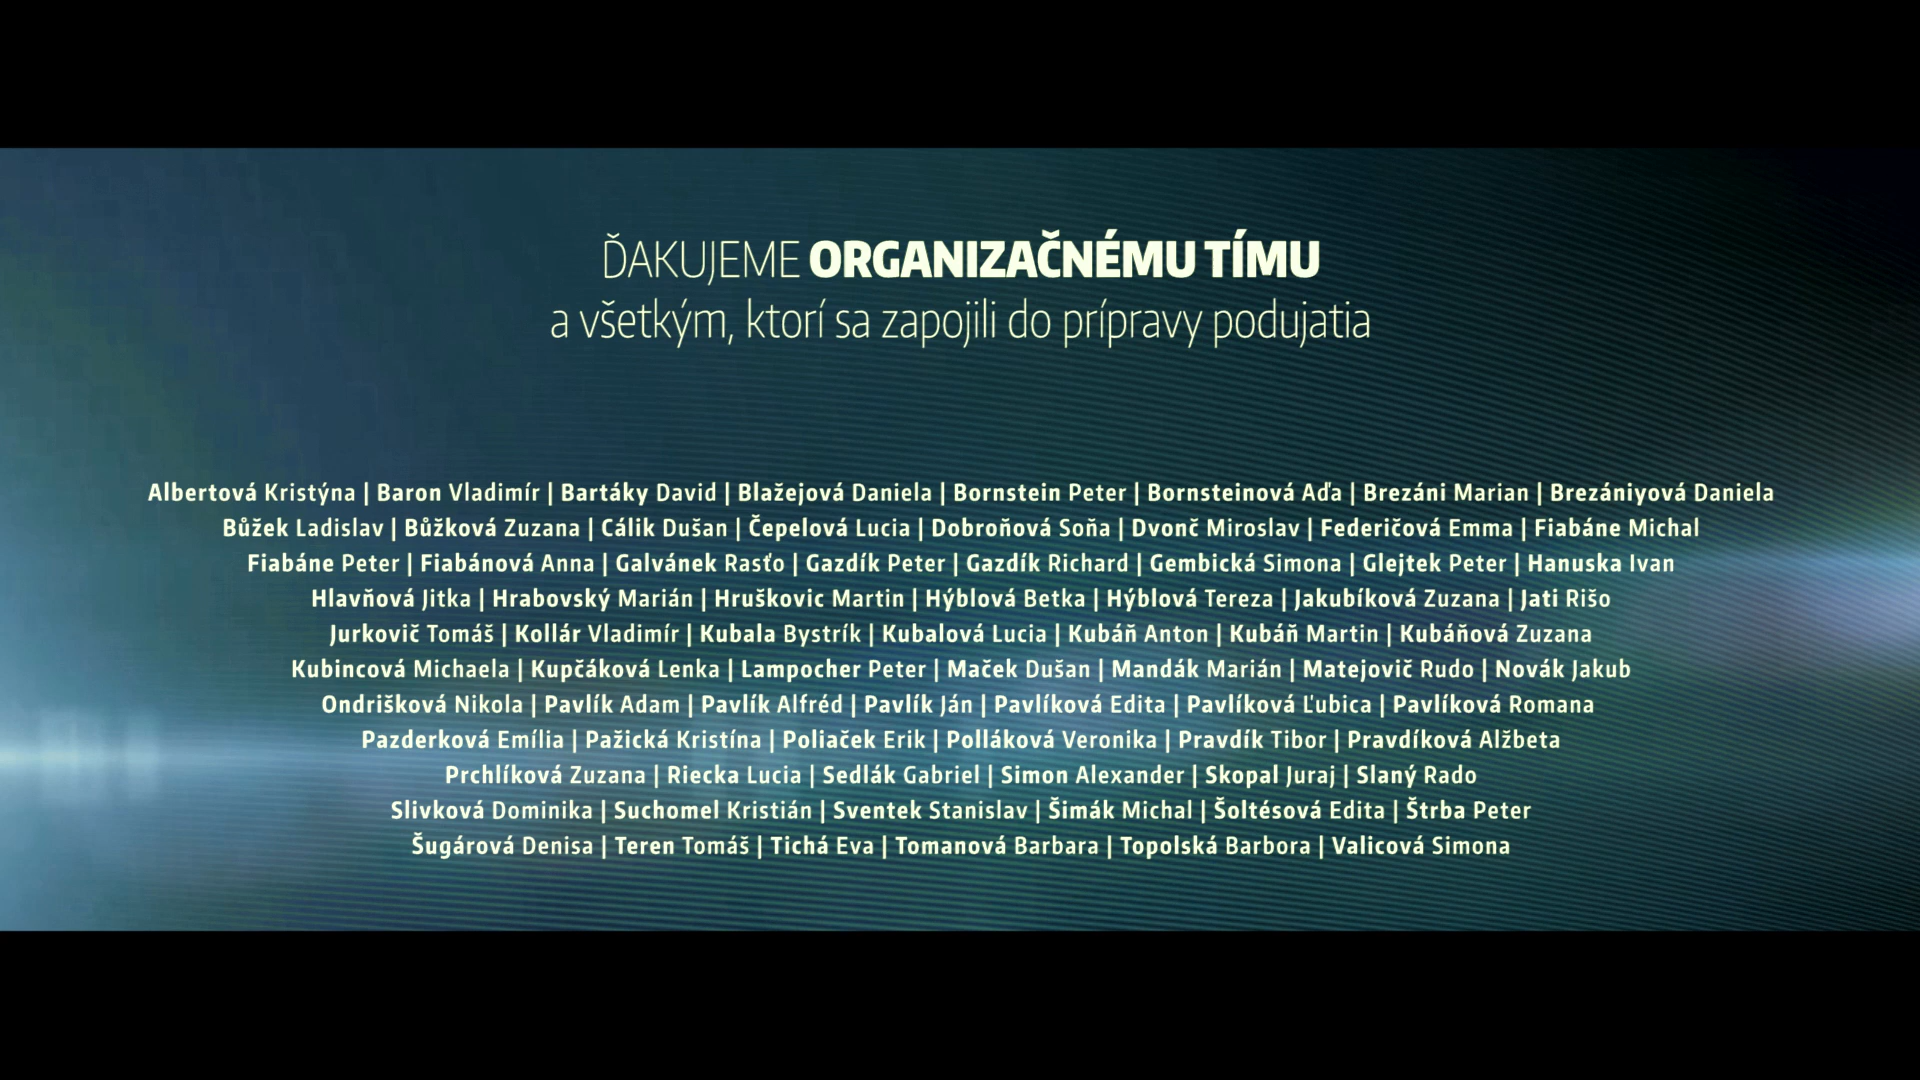 ĎAKUJEME ORGANIZAČNÉMU TÍMU
a všetkým, ktorí sa zapojili do prípravy podujatia
Albertová Kristýna | Baron Vladimír | Bartáky David | Blažejová Daniela | Bornstein Peter | Bornsteinová Aďa | Brezáni Marian | Brezániyová Daniela
Bůžek Ladislav | Bůžková Zuzana | Cálik Dušan | Čepelová Lucia | Dobroňová Soňa | Dvonč Miroslav | Federičová Emma | Fiabáne Michal
Fiabáne Peter | Fiabánová Anna | Galvánek Rasťo | Gazdík Peter | Gazdík Richard | Gembická Simona | Glejtek Peter | Hanuska Ivan
Hlavňová Jitka | Hrabovský Marián | Hruškovic Martin | Hýblová Betka | Hýblová Tereza | Jakubíková Zuzana | Jati Rišo
Jurkovič Tomáš | Kollár Vladimír | Kubala Bystrík | Kubalová Lucia | Kubáň Anton | Kubáň Martin | Kubáňová Zuzana
Kubincová Michaela | Kupčáková Lenka | Lampocher Peter | Maček Dušan | Mandák Marián | Matejovič Rudo | Novák Jakub
Ondrišková Nikola | Pavlík Adam | Pavlík Alfréd | Pavlík Ján | Pavlíková Edita | Pavlíková Ľubica | Pavlíková Romana
Pazderková Emília | Pažická Kristína | Poliaček Erik | Polláková Veronika | Pravdík Tibor | Pravdíková Alžbeta
Prchlíková Zuzana | Riecka Lucia | Sedlák Gabriel | Simon Alexander | Skopal Juraj | Slaný Rado
Slivková Dominika | Suchomel Kristián | Sventek Stanislav | Šimák Michal | Šoltésová Edita | Štrba Peter
Šugárová Denisa | Teren Tomáš | Tichá Eva | Tomanová Barbara | Topolská Barbora | Valicová Simona